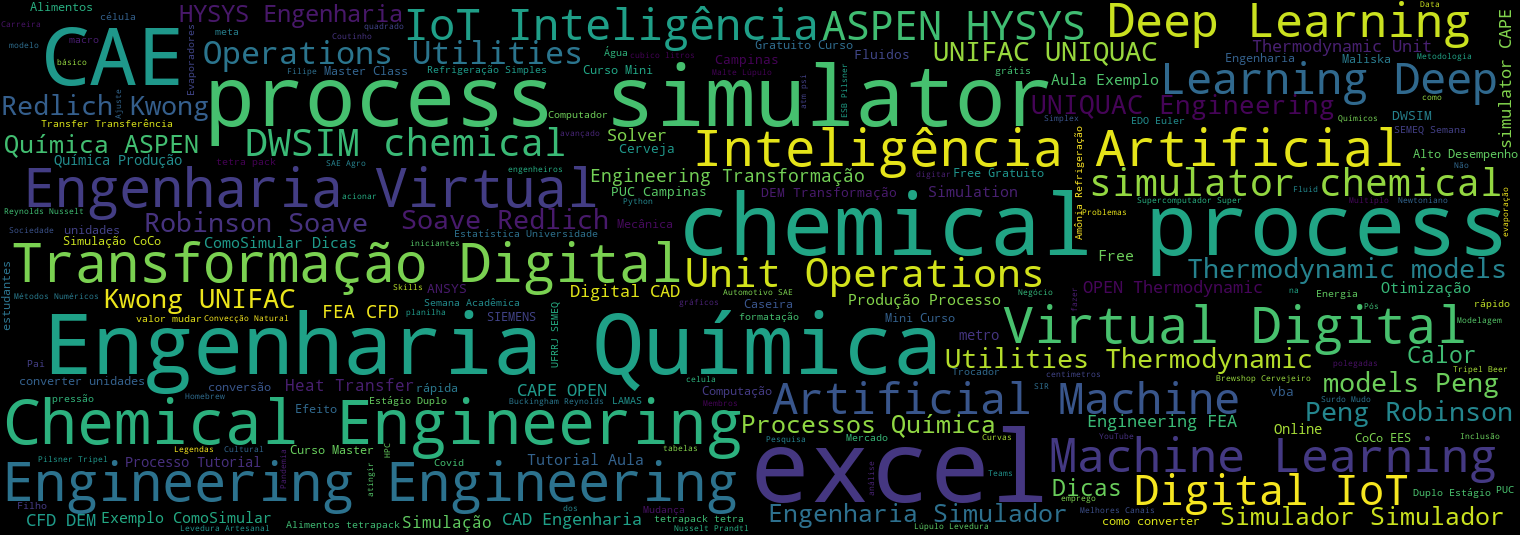 Alimentos
célula
HYSYS Engenharia
IoT Inteligência
ASPEN HYSYS
Deep Learning
Data
Carreira
quadrado
meta
Coutinho
modelo
macro
CAE
Operations Utilities
Gratuito Curso
Fluidos
UNIFAC UNIQUAC
Thermodynamic Unit
Metodologia
simulator CAPE
básico
Evaporadores
Filipe
Master Class
Refrigeração Simples
Água
Curso Mini
Campinas
Malte Lúpulo
grátis
Aula Exemplo
Engenharia
Maliska
Learning Deep
como
Redlich Kwong
Ajuste
process simulator
atm psi
ESB Pilsner
UNIQUAC Engineering
Químicos
DWSIM
Transfer Transferência
Computador
Simplex
EDO Euler
SEMEQ Semana
Química ASPEN
DWSIM chemical
avançado
Solver
Cerveja
Inteligência Artificial
Alto Desempenho
Química Produção
tetra pack
SAE Agro
engenheiros
Engineering Transformação
digitar
Free Gratuito
Não
Engenharia Virtual
acionar
PUC Campinas
DEM Transformação
Simulation
Amônia Refrigeração
simulator chemical
Fluid
Python
Supercomputador Super
Múltiplo
Newtoniano
evaporação
Reynolds Nusselt
Robinson Soave
Soave Redlich
Mecânica
chemical process
Problemas
Sociedade
unidades
Estatística Universidade
Simulação CoCo
ComoSimular Dicas
iniciantes
Transformação Digital
Free
Unit Operations
Thermodynamic models
estudantes
Métodos Numéricos
Kwong UNIFAC
Skills
ANSYS
Digital CAD
Automotivo SAE
Negócio
na
OPEN Thermodynamic
Energia
Otimização
Semana Acadêmica
gráficos
Caseira
Produção Processo
fazer
Pós
rápido
valor mudar
Convecção Natural
FEA CFD
planilha
SIEMENS
formatação
Mini Curso
Virtual Digital
Modelagem
Engenharia Química
UFRRJ SEMEQ
metro
Pai
Utilities Thermodynamic
Calor
converter unidades
conversão
Heat Transfer
rápida
CAPE OPEN
celula
Computação
Trocador
centímetros
polegadas
Tripel Beer
Brewshop Cervejeiro
models Peng
pressão
Homebrew
Efeito
Estágio Duplo
Buckingham Reynolds
LAMAS
Membros
Artificial Machine
SIR
vba
Surdo Mudo
Peng Robinson
Chemical Engineering
Processos Química
Engineering FEA
Online
Legendas
Cultural
Curso Master
HPC
tabelas
Pesquisa
Mercado
Curvas
YouTube
CoCo EES
Inclusão
Pilsner Tripel
Processo Tutorial
Pandemia
Covid
Tutorial Aula
excel
Machine Learning
Engineering Engineering
atingir
Teams
análise
Dicas
emprego
Digital IoT
Duplo Estágio
PUC
Filho
Mudança
CFD DEM
Exemplo ComoSimular
dos
Engenharia Simulador
Melhores Canais
Levedura Artesanal
Alimentos tetrapack
Simulação
CAD Engenharia
tetrapack tetra
Nusselt Prandtl
Lúpulo Levedura
como converter
Simulador Simulador